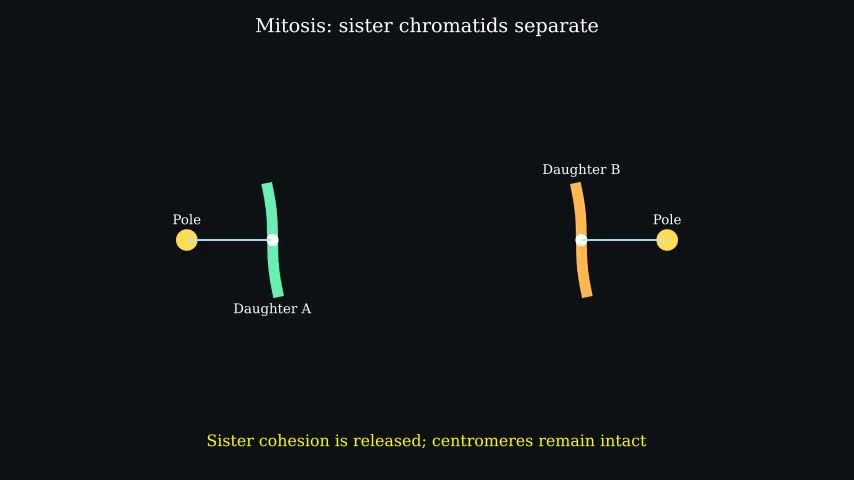 Mitosis: sister chromatids separate
Daughter B
Pole
Pole
Daughter A
Sister cohesion is released; centromeres remain intact